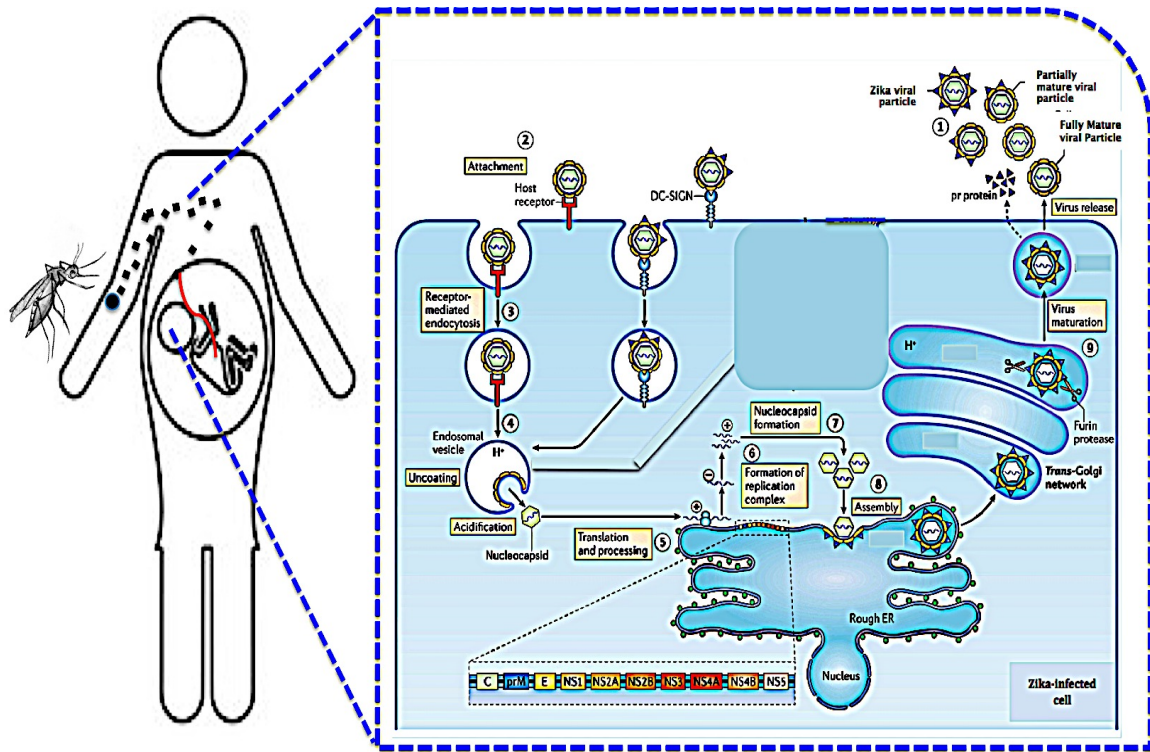 Zika viral
particle
Partially
mature viral
particle
①
Fully Mature
viral Particle
pr protein
Virus release
②
Attachment
Host
receptor
DC-SIGN
Receptor-
mediated
endocytosis
③
Virus
maturation
⑨
H⁺
Furin
protease
Trans-Golgi
network
④
Endosomal
vesicle
H⁺
Uncoating
Acidification
Nucleocapsid
Nucleocapsid
formation
⑦
+
⑥
−
Formation of
replication
complex
⑧
Assembly
+
Translation
and processing
⑤
Rough ER
Nucleus
C prM E NS1 NS2A NS2B NS3 NS4A NS4B NS5
Zika-infected
cell